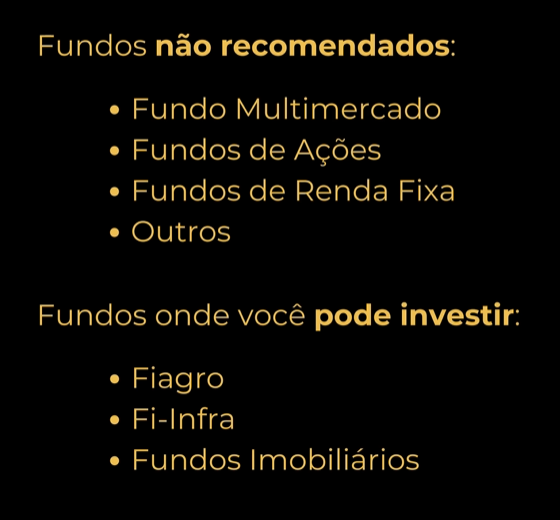 Fundos não recomendados:
• Fundo Multimercado
• Fundos de Ações
• Fundos de Renda Fixa
• Outros
Fundos onde você pode investir:
• Fiagro
• Fi-Infra
• Fundos Imobiliários